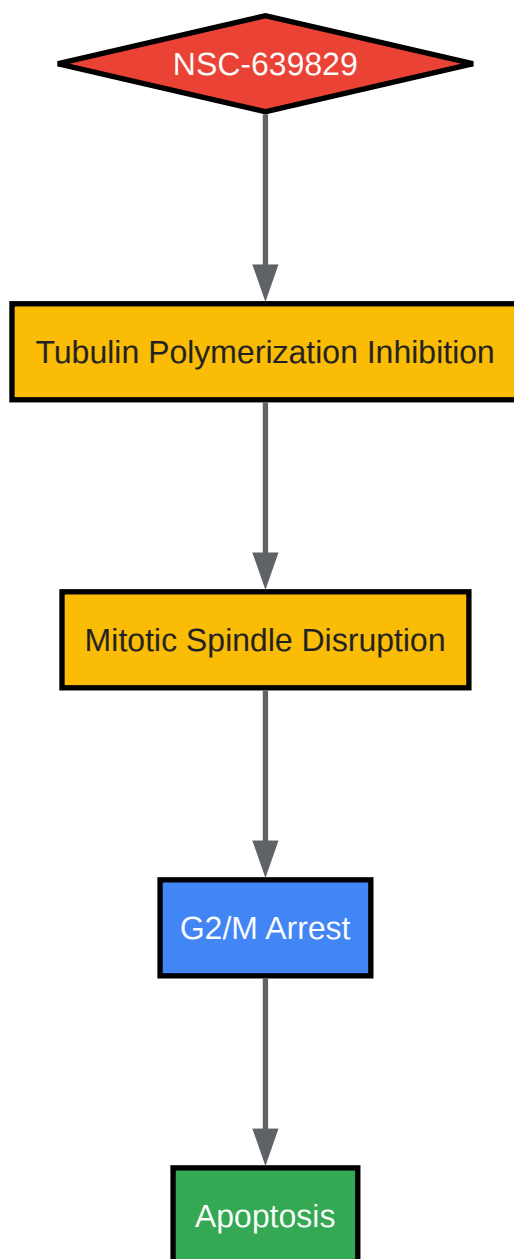 NSC-639829
Tubulin Polymerization Inhibition
Mitotic Spindle Disruption
G2/M Arrest
Apoptosis